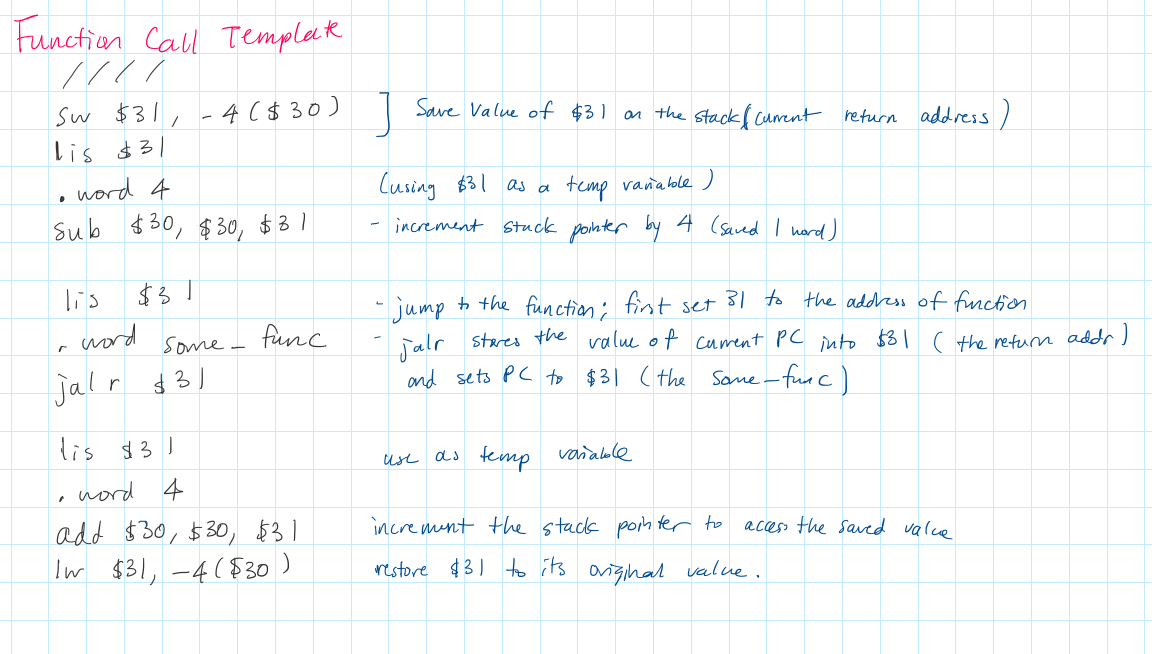 Function Call Template
////
sw $31, -4($30) ] Save value of $31 on the stack (current return address)
lis $31
.word 4 (using $31 as a temp variable)
sub $30, $30, $31 - increment stack pointer by 4 (saved 1 word)
lis $31 - jump to the function; first set 31 to the address of function
.word some_func - jalr stores the value of current PC into $31 (the return addr)
jalr $31 and sets PC to $31 (the some-func)
lis $31 use as temp variable
.word 4
add $30, $30, $31 increment the stack pointer to access the saved value
lw $31, -4($30) restore $31 to its original value.